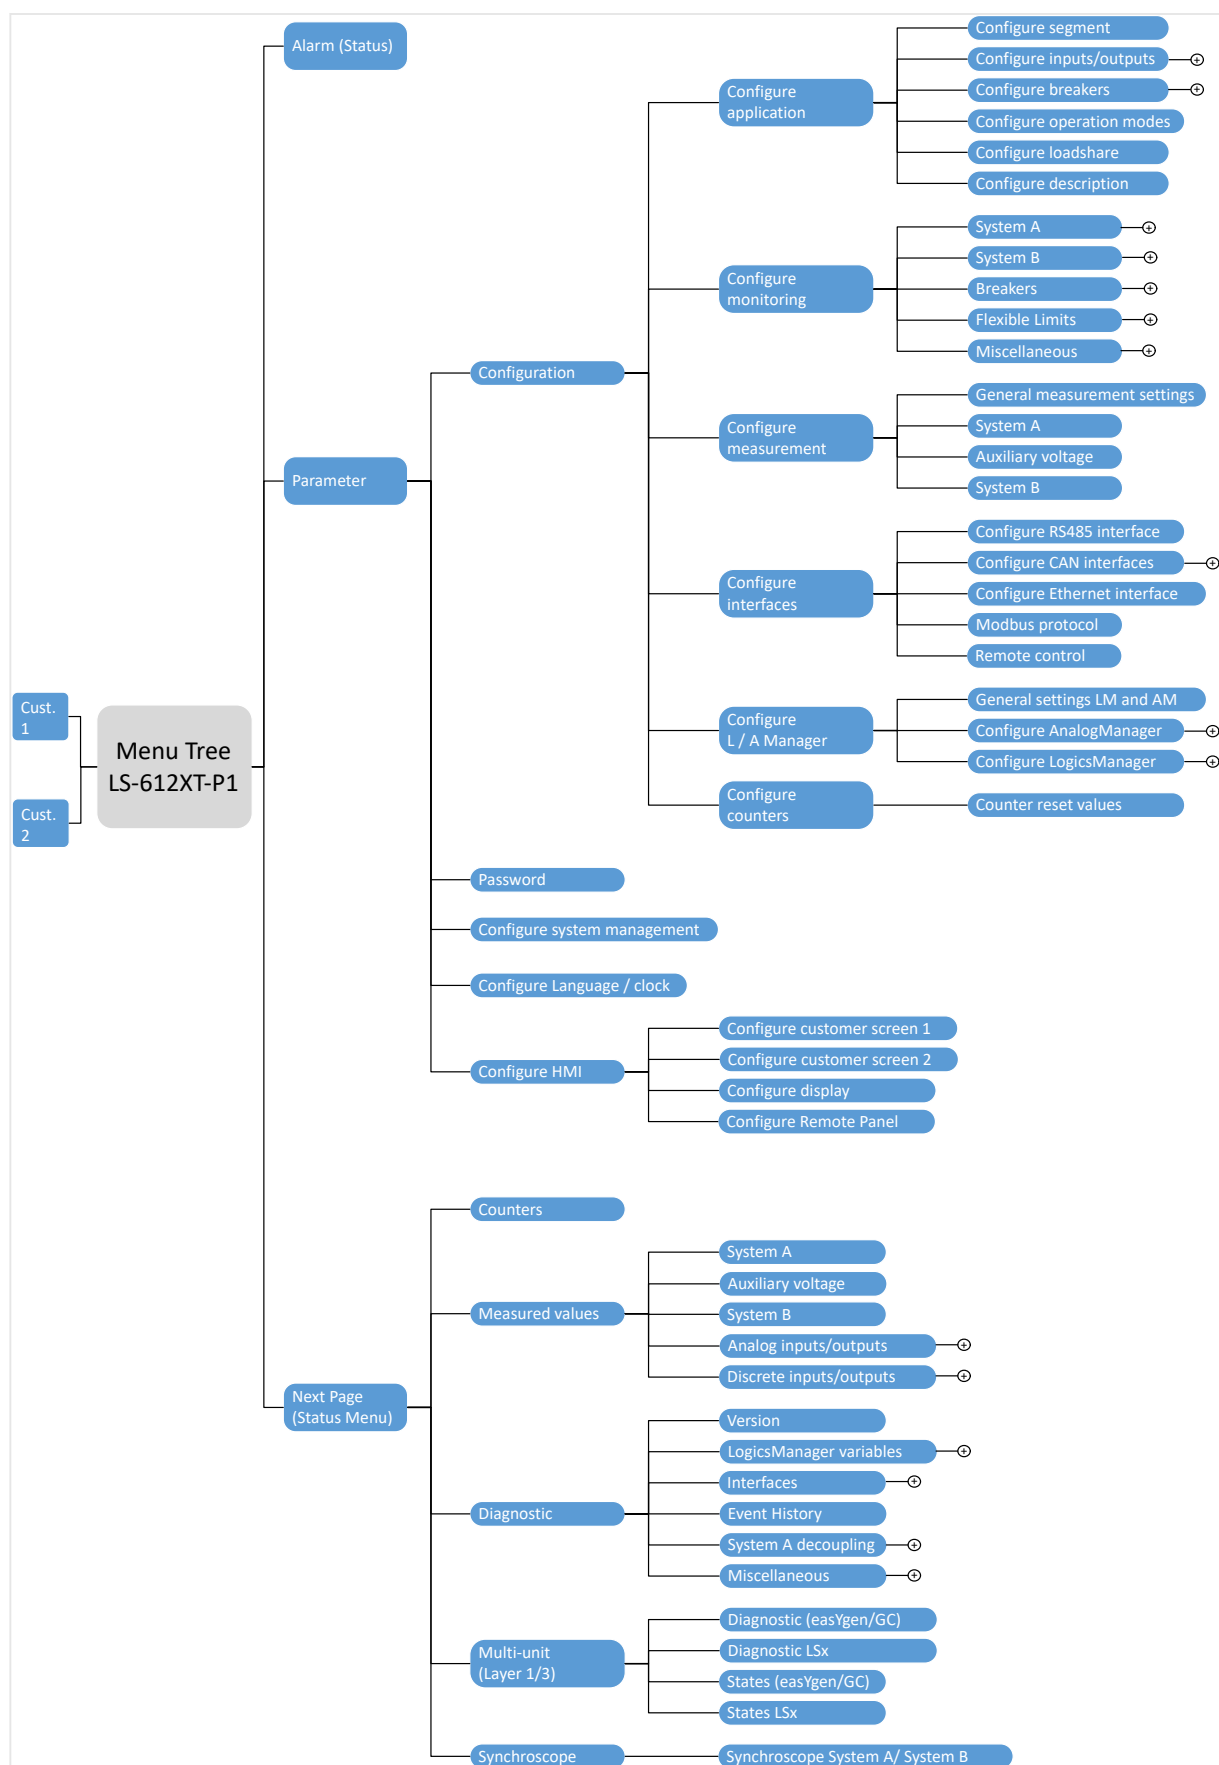 Cust.
1
Cust.
2
Menu Tree
LS-612XT-P1
Alarm (Status)
Parameter
Configuration
Configure
application
Configure segment
Configure inputs/outputs
Configure breakers
Configure operation modes
Configure loadshare
Configure description
Configure
monitoring
System A
System B
Breakers
Flexible Limits
Miscellaneous
Configure
measurement
General measurement settings
System A
Auxiliary voltage
System B
Configure
interfaces
Configure RS485 interface
Configure CAN interfaces
Configure Ethernet interface
Modbus protocol
Remote control
Configure
L / A Manager
General settings LM and AM
Configure AnalogManager
Configure LogicsManager
Configure
counters
Counter reset values
Password
Configure system management
Configure Language / clock
Configure HMI
Configure customer screen 1
Configure customer screen 2
Configure display
Configure Remote Panel
Next Page
(Status Menu)
Counters
Measured values
System A
Auxiliary voltage
System B
Analog inputs/outputs
Discrete inputs/outputs
Diagnostic
Version
LogicsManager variables
Interfaces
Event History
System A decoupling
Miscellaneous
Multi-unit
(Layer 1/3)
Diagnostic (easYgen/GC)
Diagnostic LSx
States (easYgen/GC)
States LSx
Synchroscope
Synchroscope System A/ System B